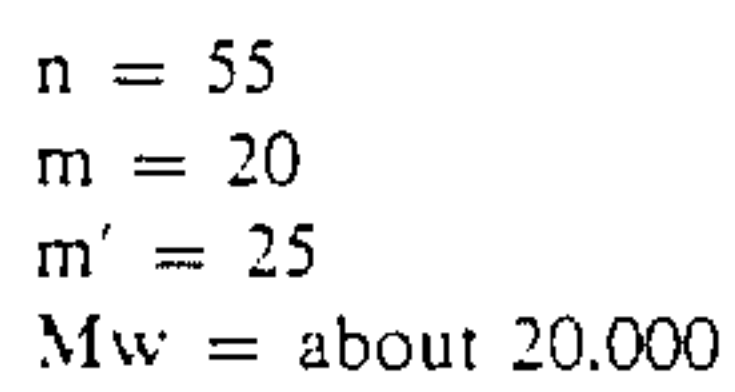 n = 55
m = 20
m′ = 25
Mw = about 20.000